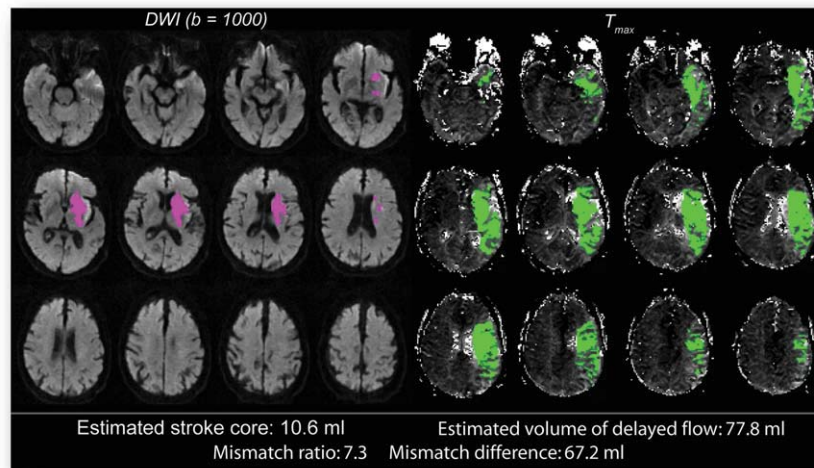 DWI (b = 1000)
Tmax
Estimated stroke core: 10.6 ml
Estimated volume of delayed flow: 77.8 ml
Mismatch ratio: 7.3 Mismatch difference: 67.2 ml